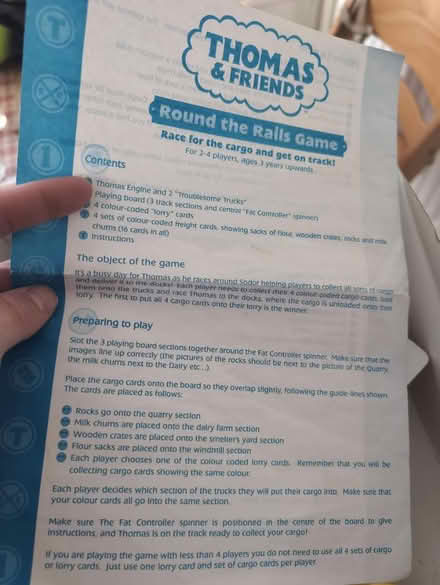 THOMAS
& FRIENDS
Round the Rails Game
Race for the cargo and get on track!
For 2-4 players, ages 3 years upwards
Contents
Thomas Engine and 2 "Troublesome Trucks"
Playing board (3 track sections and centre "Fat Controller" spinner)
4 colour-coded "lorry" cards
4 sets of colour-coded freight cards, showing sacks of flour, wooden crates, rocks and milk
churns (16 cards in all)
Instructions
The object of the game
It's a busy day for Thomas as he races around Sodor helping players to collect all sorts of cargo
and deliver it to the docks! Each player needs to collect their 4 colour-coded cargo cards, load
them onto the trucks and race Thomas to the docks, where the cargo is unloaded onto their
lorry. The first to put all 4 cargo cards onto their lorry is the winner.
Preparing to play
Slot the 3 playing board sections together around the Fat Controller spinner. Make sure that the
images line up correctly (the pictures of the rocks should be next to the picture of the Quarry,
the milk churns next to the Dairy etc...).
Place the cargo cards onto the board so they overlap slightly, following the guide lines shown.
The cards are placed as follows:
Rocks go onto the quarry section
Milk churns are placed onto the dairy farm section
Wooden crates are placed onto the smelters yard section
Flour sacks are placed onto the windmill section
Each player chooses one of the colour coded lorry cards. Remember that you will be
collecting cargo cards showing the same colour.
Each player decides which section of the trucks they will put their cargo into. Make sure that
your colour cards all go into the same section.
Make sure The Fat Controller spinner is positioned in the centre of the board to give
instructions, and Thomas is on the track ready to collect your cargo!
If you are playing the game with less than 4 players you do not need to use all 4 sets of cargo
or lorry cards. Just use one lorry card and set of cargo cards per player.